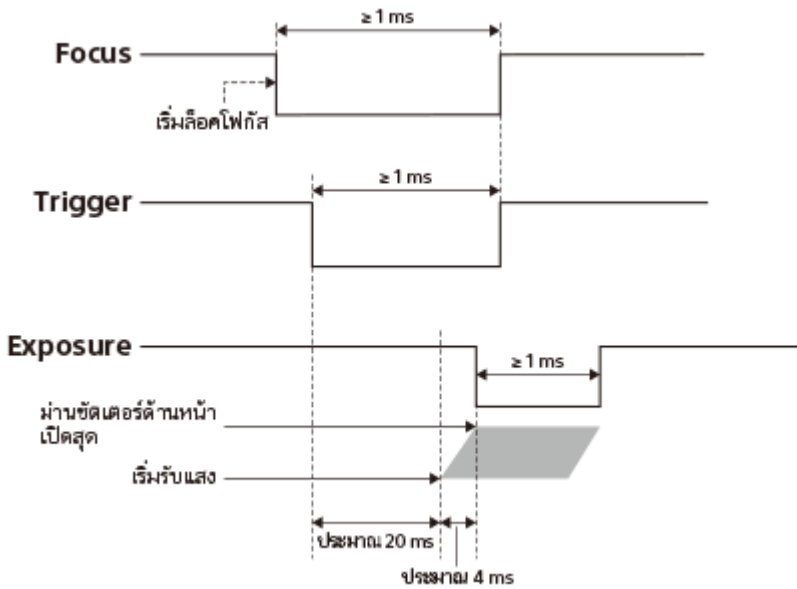 ≥ 1 ms
Focus
เริ่มล็อคโฟกัส
≥ 1 ms
Trigger
Exposure
≥ 1 ms
ม่านชัตเตอร์ด้านหน้า
เปิดสุด
เริ่มรับแสง
ประมาณ 20 ms
ประมาณ 4 ms